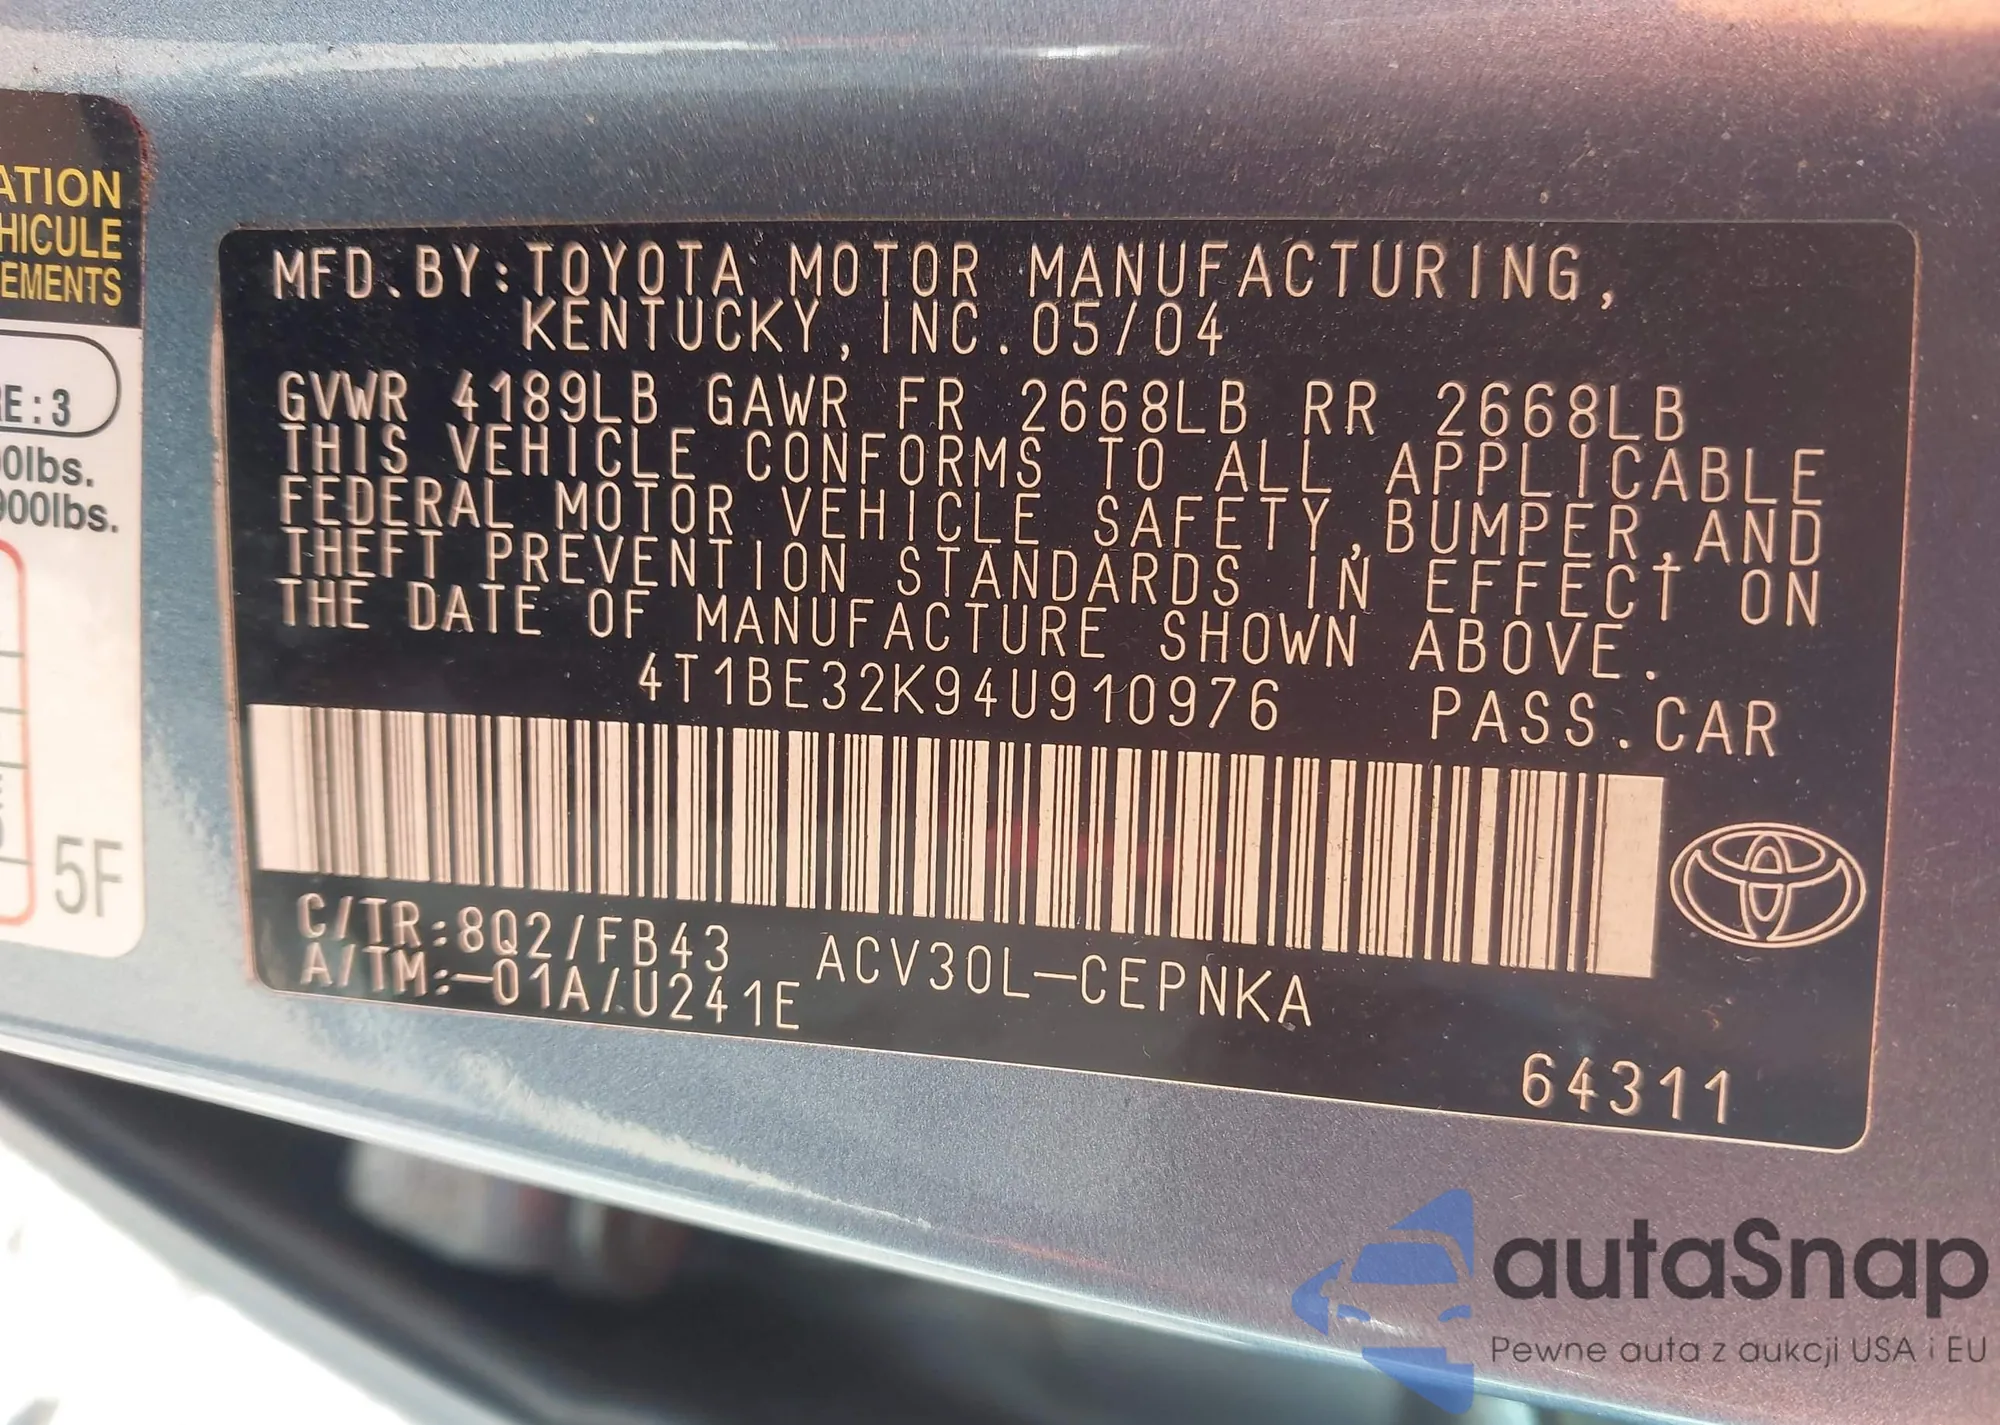 ATION
HICULE
EMENTS
RE:3
00lbs.
900lbs.
5F
MFD.BY:TOYOTA MOTOR MANUFACTURING,
KENTUCKY,INC.05/04
GVWR 4189LB GAWR FR 2668LB RR 2668LB
THIS VEHICLE CONFORMS TO ALL APPLICABLE
FEDERAL MOTOR VEHICLE SAFETY,BUMPER,AND
THEFT PREVENTION STANDARDS IN EFFECT ON
THE DATE OF MANUFACTURE SHOWN ABOVE.
4T1BE32K94U910976 PASS.CAR
C/TR:8Q2/FB43 ACV30L-CEPNKA
A/TM:-01A/U241E
64311
autaSnap
Pewne auta z aukcji USA i EU